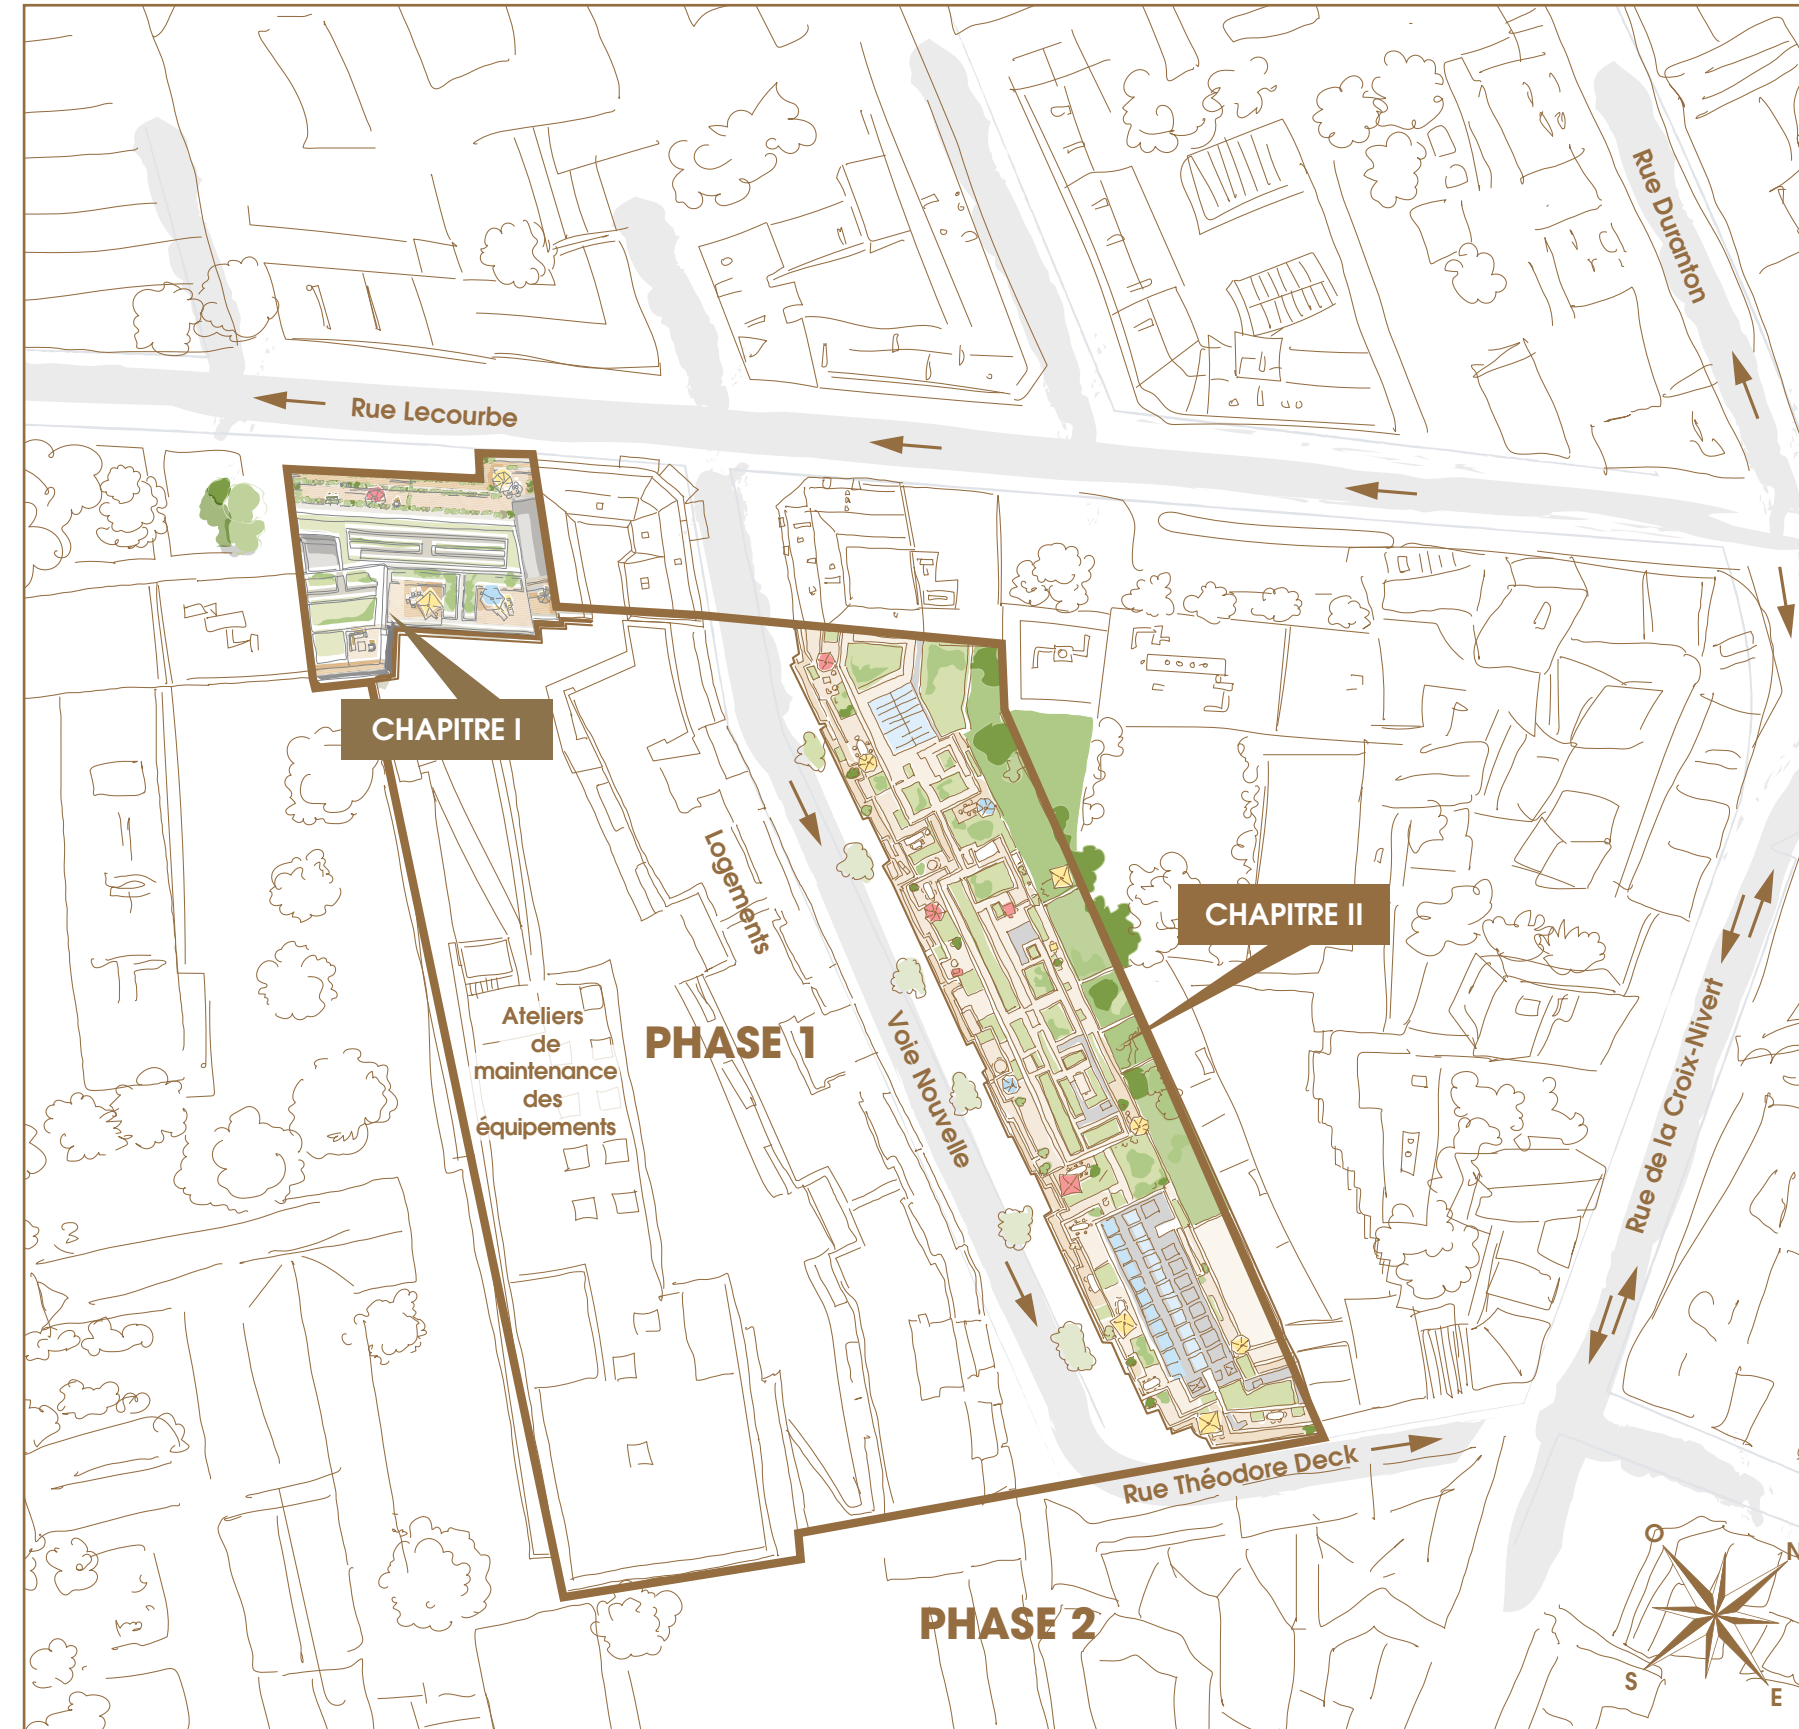 Rue Duranton
Rue Lecourbe
CHAPITRE I
Logements
CHAPITRE II
Ateliers
de
maintenance
des
équipements
PHASE 1
Voie Nouvelle
Rue de la Croix-Nivert
Rue Théodore Deck
PHASE 2
O
N
S
E